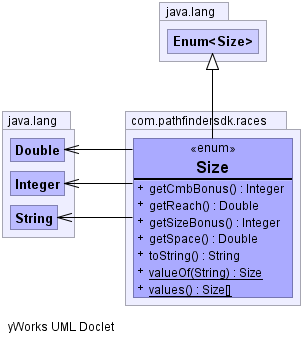 java.lang
Enum<Size>
java.lang
Double
Integer
String
com.pathfindersdk.races
«enum»
Size
+ getCmbBonus() : Integer
+ getReach() : Double
+ getSizeBonus() : Integer
+ getSpace() : Double
+ toString() : String
+ valueOf(String) : Size
+ values() : Size[]
yWorks UML Doclet